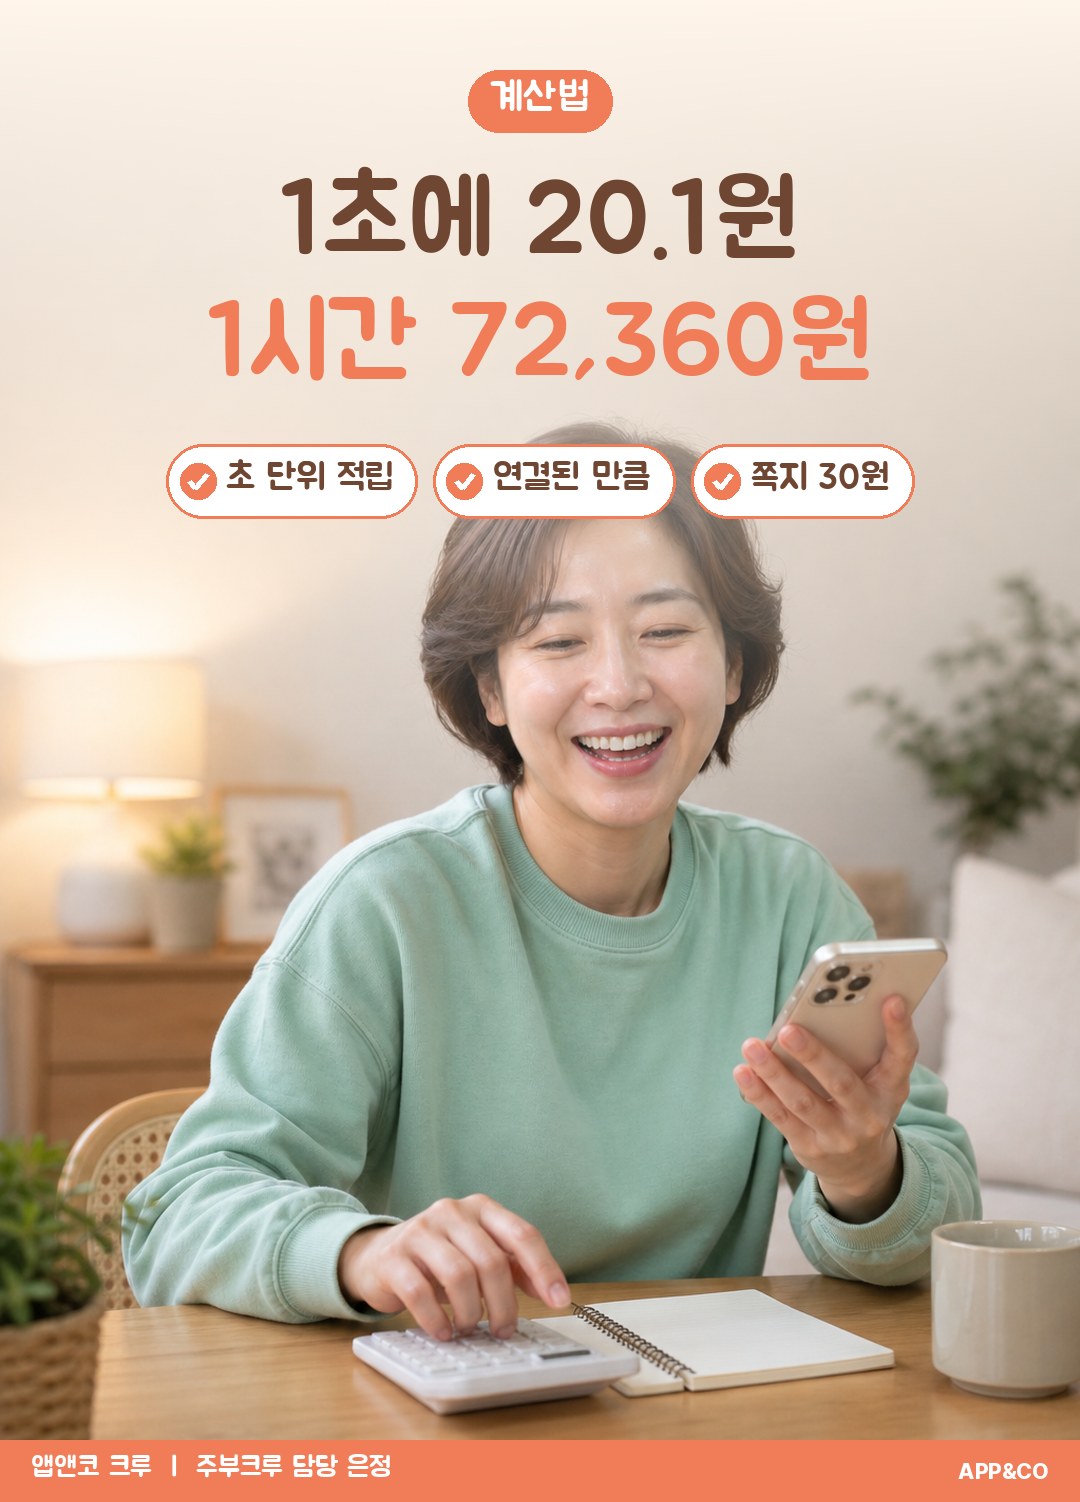 계산법
1초에 20.1원
1시간 72,360원
초 단위 적립
연결된 만큼
쪽지 30원
앱앤코 크루 | 주부크루 담당 은정
APP&CO